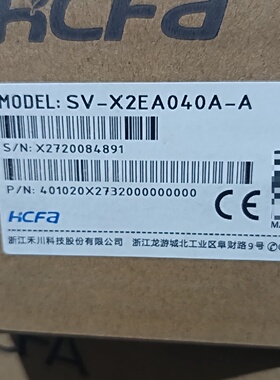 HCFA
MODEL: SV-X2EA040A-A
S/N: X2720084891
P/N: 401020X2732000000000
HCFA
浙江禾川科技股份有限公司 浙江龙游城北工业区阜财路9号